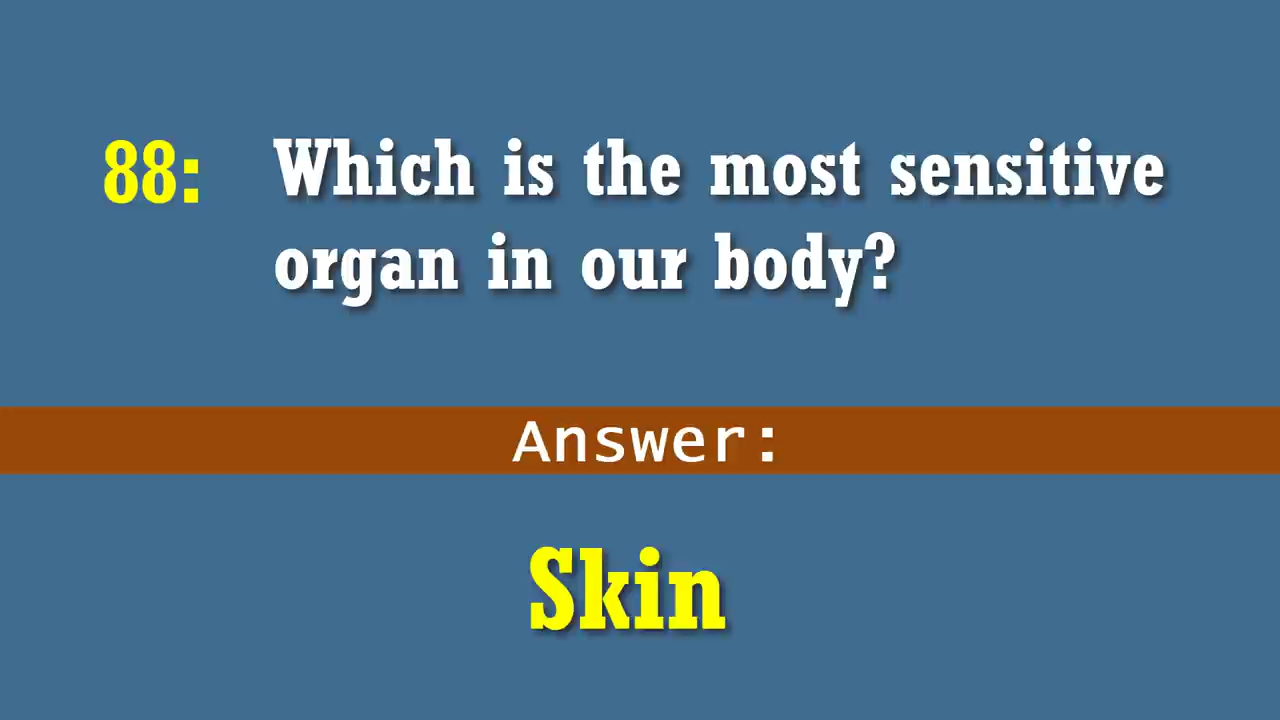 88: Which is the most sensitive
organ in our body?
Answer:
Skin